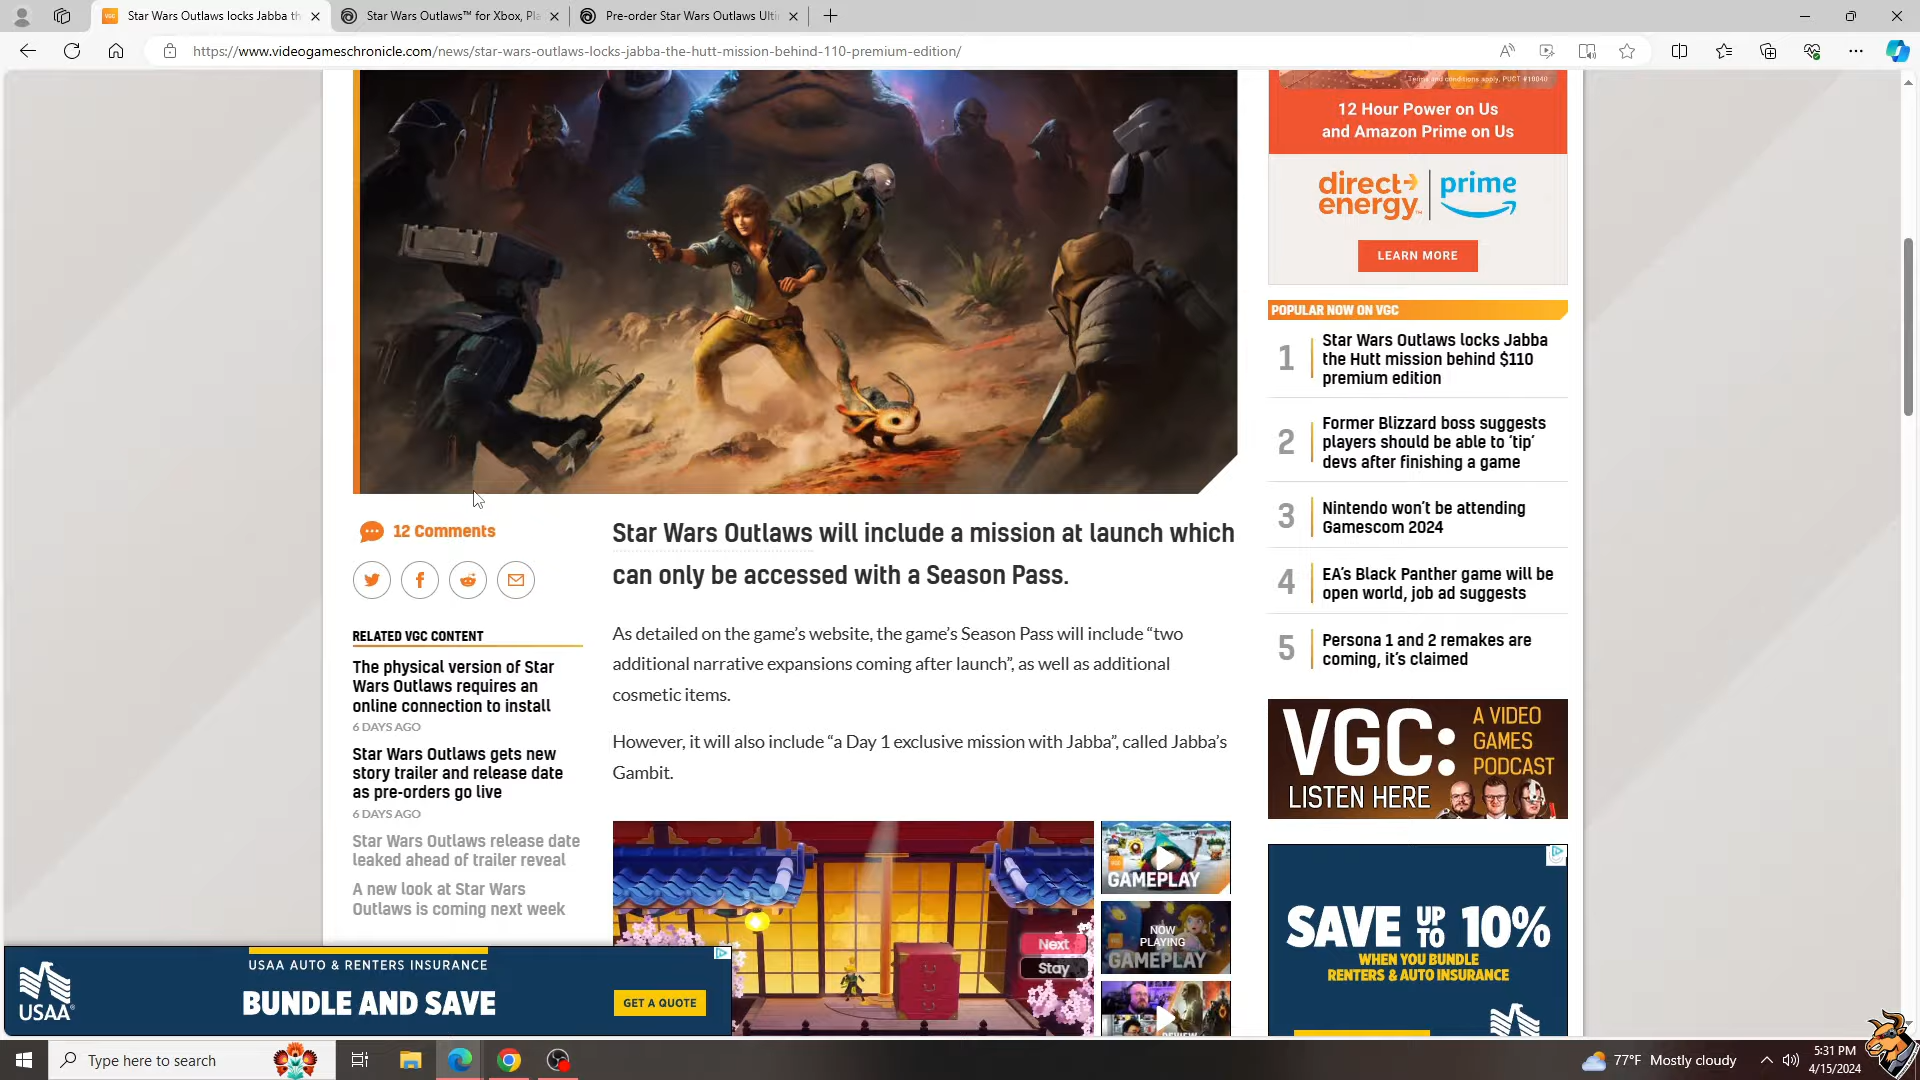 Star Wars Outlaws locks Jabba th
Star Wars Outlaws™ for Xbox, Pla
Pre-order Star Wars Outlaws Ulti
https://www.videogameschronicle.com/news/star-wars-outlaws-locks-jabba-the-hutt-mission-behind-110-premium-edition/
Terms and conditions apply. PUCT #10040
12 Hour Power on Us
and Amazon Prime on Us
direct energy
prime
LEARN MORE
POPULAR NOW ON VGC
1
Star Wars Outlaws locks Jabba
the Hutt mission behind $110
premium edition
2
Former Blizzard boss suggests
players should be able to ‘tip’
devs after finishing a game
3
Nintendo won’t be attending
Gamescom 2024
4
EA’s Black Panther game will be
open world, job ad suggests
5
Persona 1 and 2 remakes are
coming, it’s claimed
12 Comments
Star Wars Outlaws will include a mission at launch which
can only be accessed with a Season Pass.
As detailed on the game’s website, the game’s Season Pass will include “two
additional narrative expansions coming after launch”, as well as additional
cosmetic items.
However, it will also include “a Day 1 exclusive mission with Jabba”, called Jabba’s
Gambit.
RELATED VGC CONTENT
The physical version of Star
Wars Outlaws requires an
online connection to install
6 DAYS AGO
Star Wars Outlaws gets new
story trailer and release date
as pre-orders go live
6 DAYS AGO
Star Wars Outlaws release date
leaked ahead of trailer reveal
A new look at Star Wars
Outlaws is coming next week
VGC:
A VIDEO
GAMES
PODCAST
LISTEN HERE
GAMEPLAY
NOW
PLAYING
GAMEPLAY
REVIEW
Next
Stay
SAVE UP TO 10%
WHEN YOU BUNDLE
RENTERS & AUTO INSURANCE
USAA
USAA AUTO & RENTERS INSURANCE
BUNDLE AND SAVE
GET A QUOTE
Type here to search
77°F Mostly cloudy
5:31 PM
4/15/2024